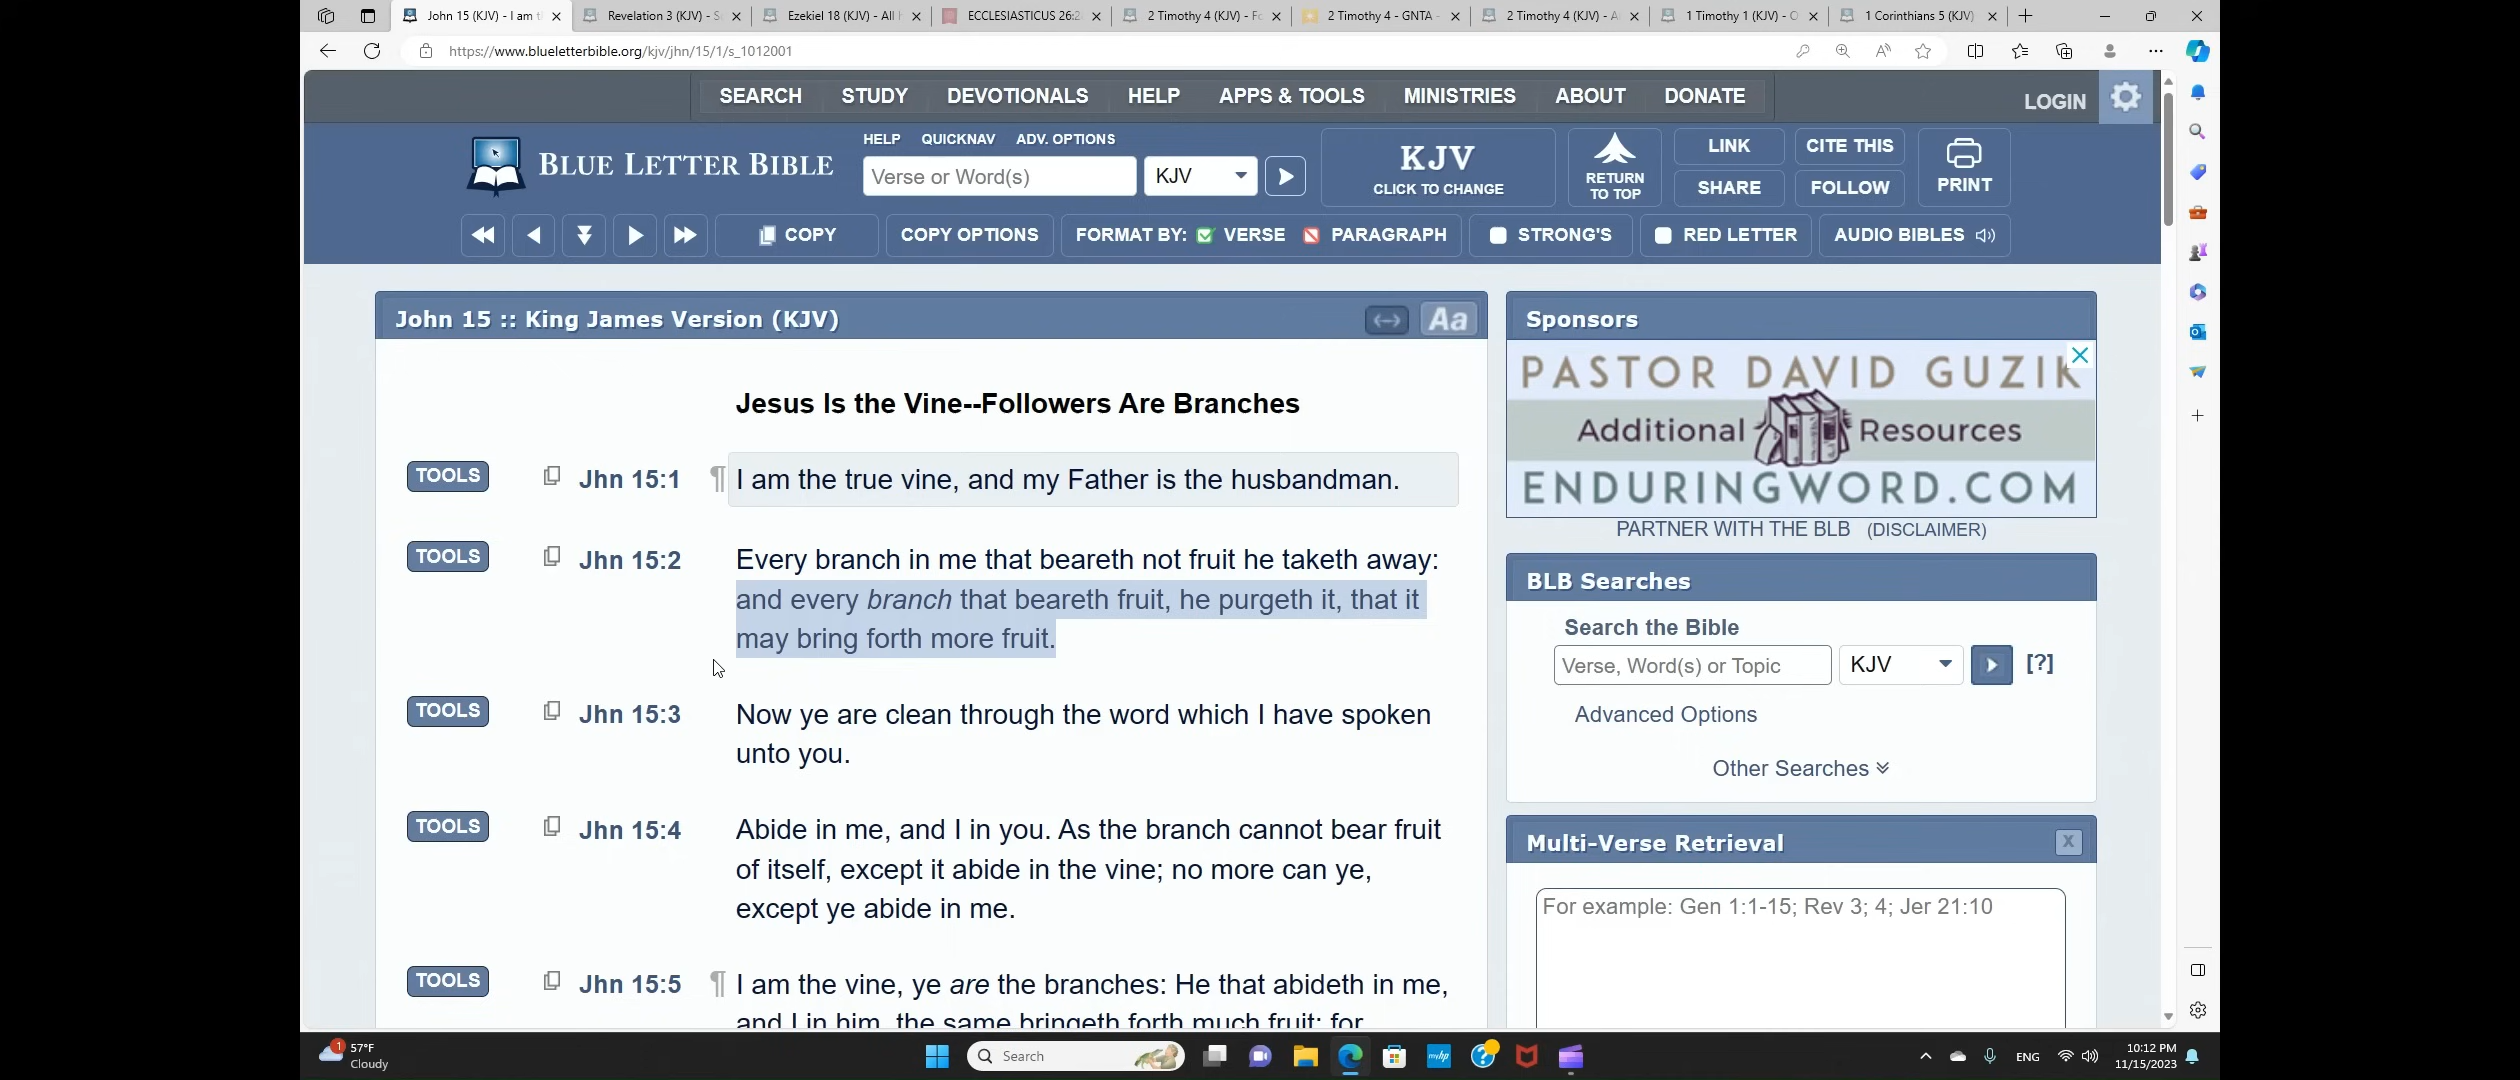 John 15 (KJV) - I am t
Revelation 3 (KJV) - S
Ezekiel 18 (KJV) - All
ECCLESIASTICUS 26:2
2 Timothy 4 (KJV) - Fo
2 Timothy 4 - GNTA -
2 Timothy 4 (KJV) - A
1 Timothy 1 (KJV) - O
1 Corinthians 5 (KJV)
https://www.blueletterbible.org/kjv/jhn/15/1/s_1012001
SEARCH STUDY DEVOTIONALS HELP APPS & TOOLS MINISTRIES ABOUT DONATE
LOGIN
BLUE LETTER BIBLE
HELP QUICKNAV ADV. OPTIONS
Verse or Word(s)
KJV
KJV
CLICK TO CHANGE
RETURN
TO TOP
LINK
CITE THIS
SHARE
FOLLOW
PRINT
COPY
COPY OPTIONS
FORMAT BY: VERSE PARAGRAPH
STRONG'S
RED LETTER
AUDIO BIBLES
John 15 :: King James Version (KJV)
Aa
Jesus Is the Vine--Followers Are Branches
TOOLS Jhn 15:1 ¶ I am the true vine, and my Father is the husbandman.
TOOLS Jhn 15:2 Every branch in me that beareth not fruit he taketh away:
and every branch that beareth fruit, he purgeth it, that it
may bring forth more fruit.
TOOLS Jhn 15:3 Now ye are clean through the word which I have spoken
unto you.
TOOLS Jhn 15:4 Abide in me, and I in you. As the branch cannot bear fruit
of itself, except it abide in the vine; no more can ye,
except ye abide in me.
TOOLS Jhn 15:5 ¶ I am the vine, ye are the branches: He that abideth in me,
and I in him, the same bringeth forth much fruit: for
Sponsors
PASTOR DAVID GUZIK
Additional Resources
ENDURINGWORD.COM
PARTNER WITH THE BLB (DISCLAIMER)
BLB Searches
Search the Bible
Verse, Word(s) or Topic
KJV
[?]
Advanced Options
Other Searches
Multi-Verse Retrieval
X
For example: Gen 1:1-15; Rev 3; 4; Jer 21:10
1
57°F
Cloudy
Search
myhp
ENG
10:12 PM
11/15/2023